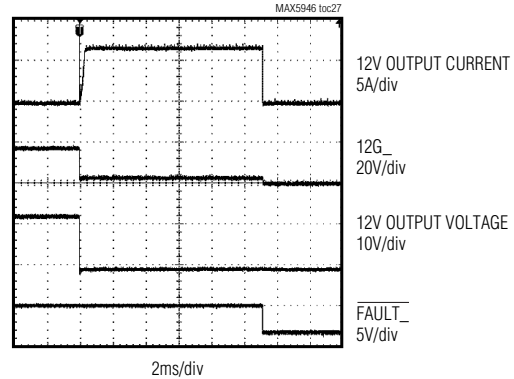 MAX5946 toc27
12V OUTPUT CURRENT
5A/div
12G_
20V/div
12V OUTPUT VOLTAGE
10V/div
FAULT_
5V/div
2ms/div